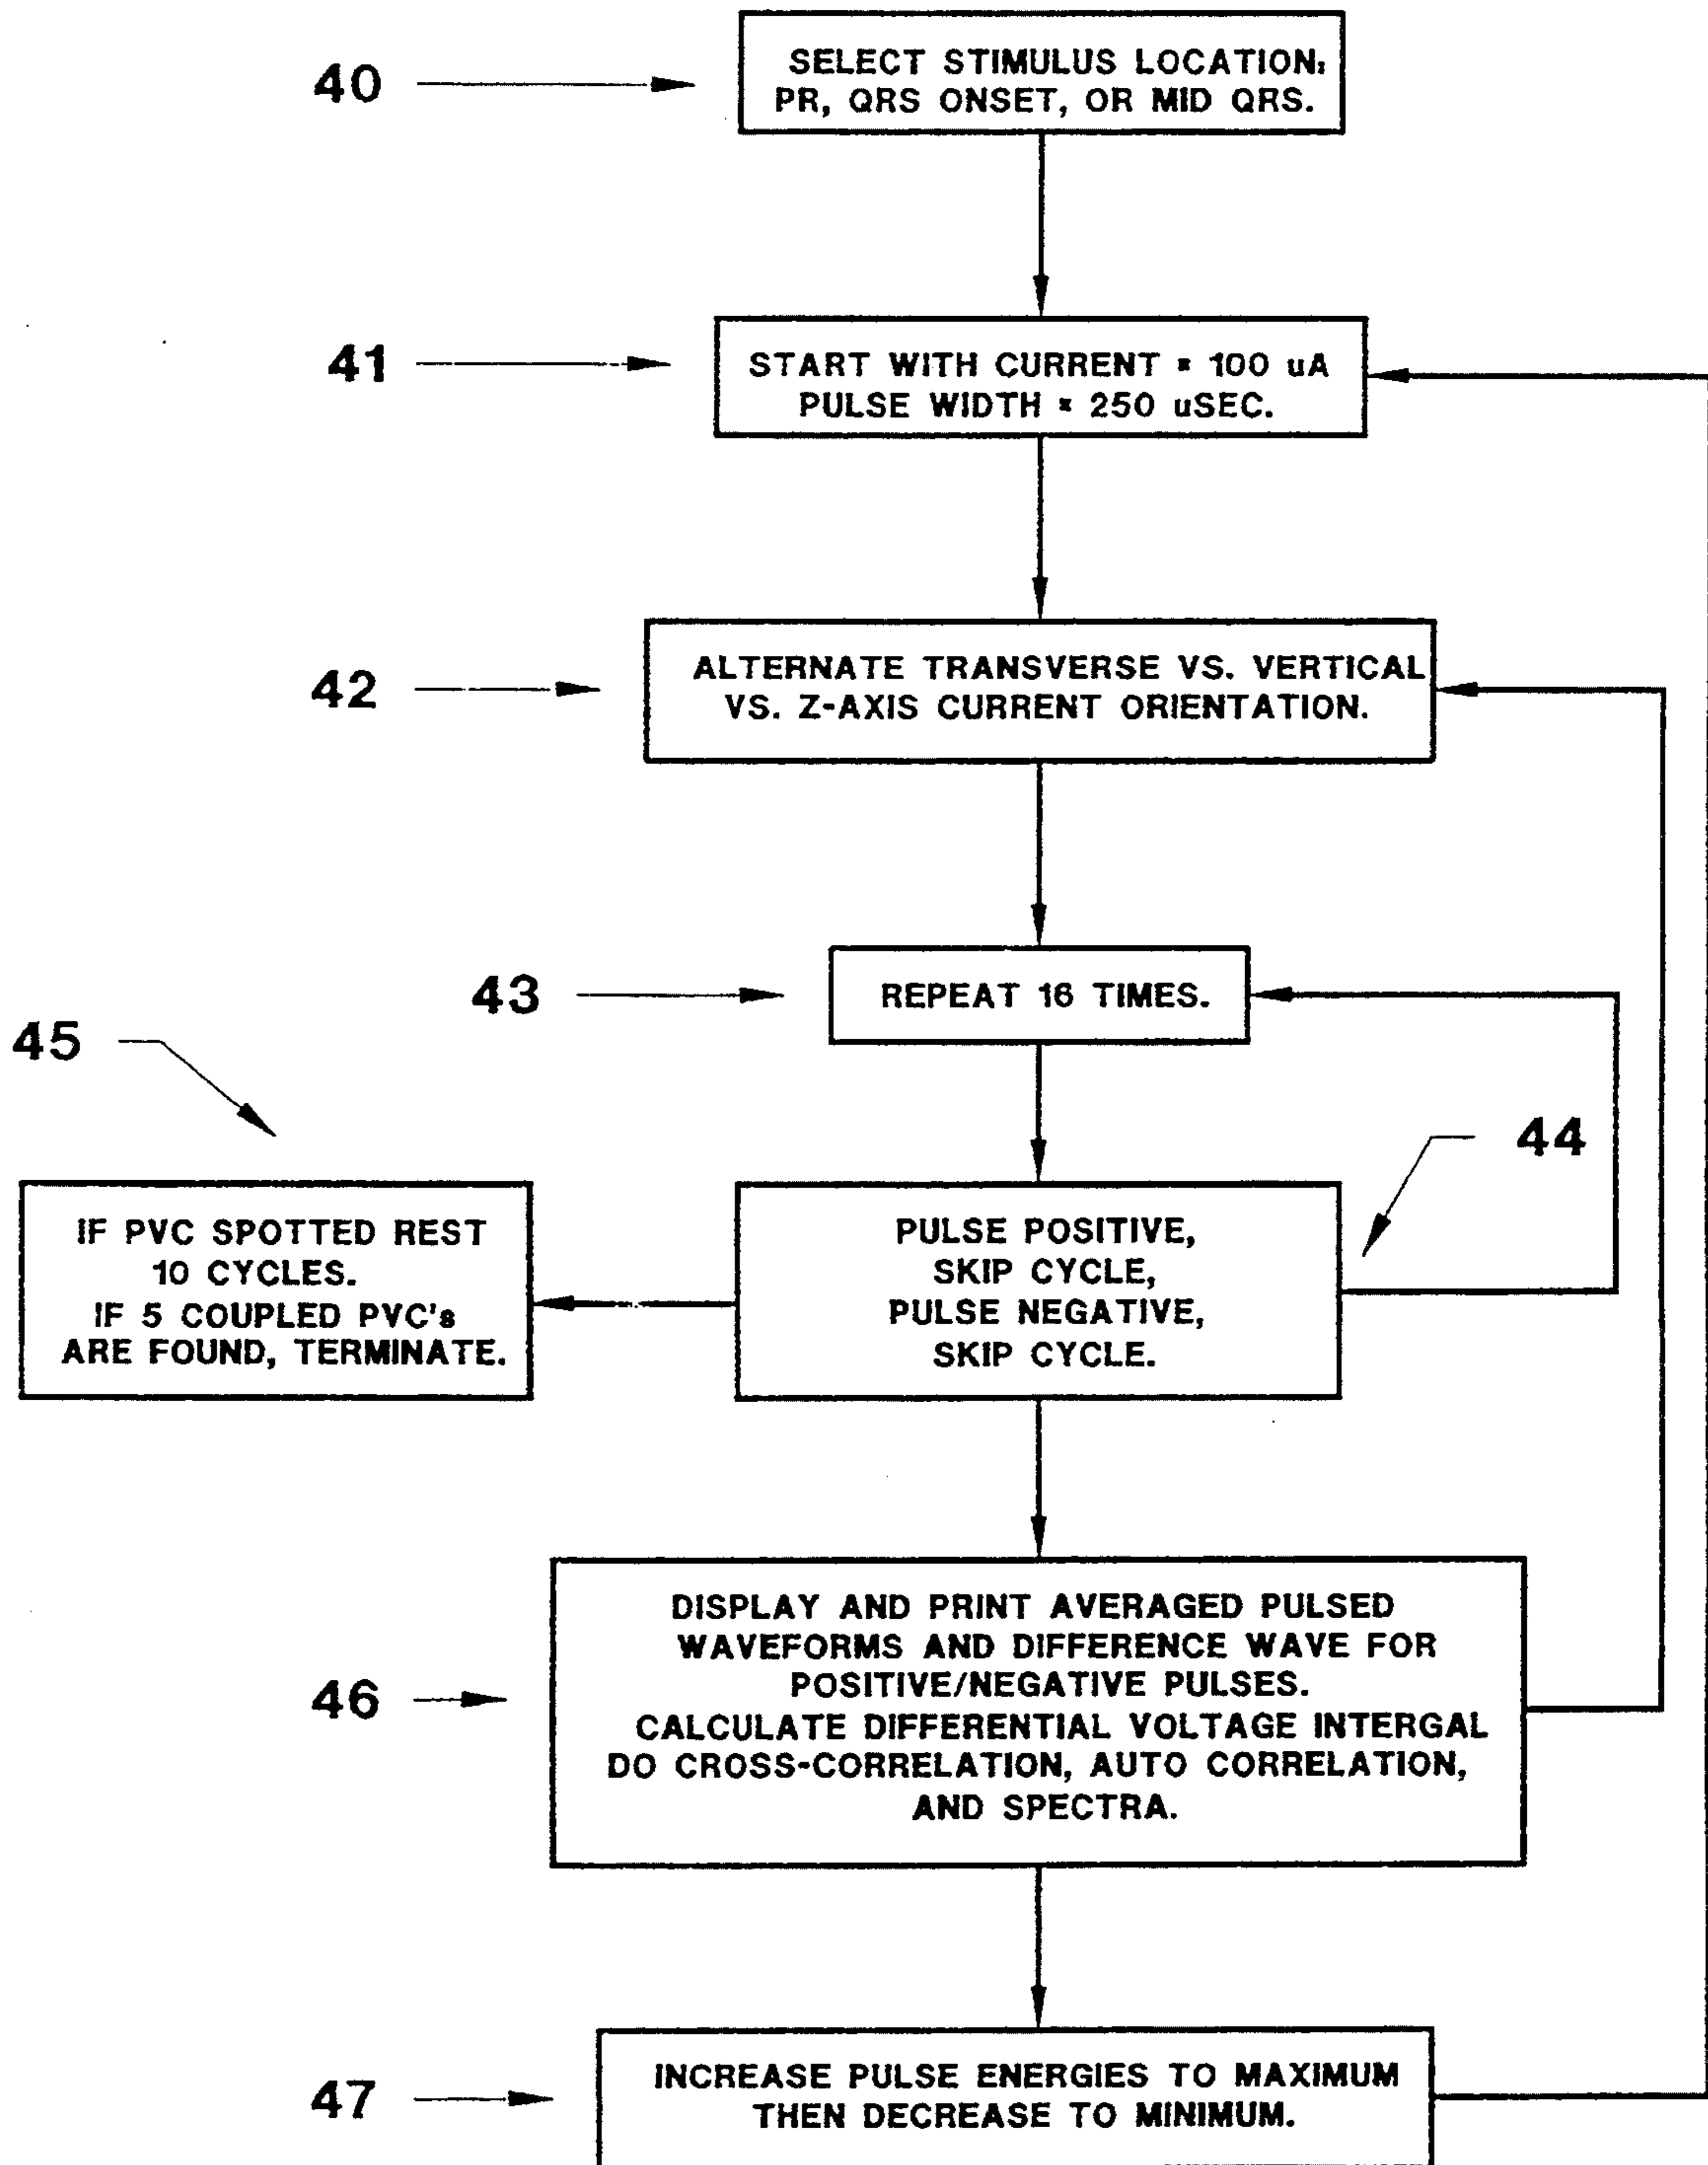 40
SELECT STIMULUS LOCATION:
PR, QRS ONSET, OR MID QRS.
41
START WITH CURRENT = 100 uA
PULSE WIDTH = 250 uSEC.
42
ALTERNATE TRANSVERSE VS. VERTICAL
VS. Z-AXIS CURRENT ORIENTATION.
43
REPEAT 16 TIMES.
45
44
IF PVC SPOTTED REST
10 CYCLES.
IF 5 COUPLED PVC's
ARE FOUND, TERMINATE.
PULSE POSITIVE,
SKIP CYCLE,
PULSE NEGATIVE,
SKIP CYCLE.
46
DISPLAY AND PRINT AVERAGED PULSED
WAVEFORMS AND DIFFERENCE WAVE FOR
POSITIVE/NEGATIVE PULSES.
CALCULATE DIFFERENTIAL VOLTAGE INTERGAL
DO CROSS-CORRELATION, AUTO CORRELATION,
AND SPECTRA.
47
INCREASE PULSE ENERGIES TO MAXIMUM
THEN DECREASE TO MINIMUM.